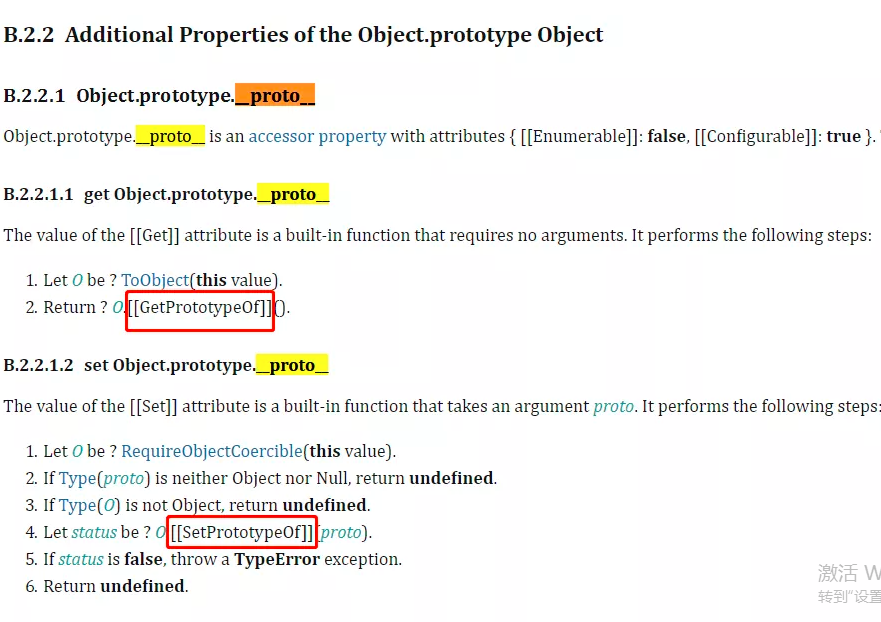 B.2.2 Additional Properties of the Object.prototype Object
B.2.2.1 Object.prototype.__proto__
Object.prototype.__proto__ is an accessor property with attributes { [[Enumerable]]: false, [[Configurable]]: true }.
B.2.2.1.1 get Object.prototype.__proto__
The value of the [[Get]] attribute is a built-in function that requires no arguments. It performs the following steps:
1. Let O be ? ToObject(this value).
2. Return ? O.[[GetPrototypeOf]]().
B.2.2.1.2 set Object.prototype.__proto__
The value of the [[Set]] attribute is a built-in function that takes an argument proto. It performs the following steps:
1. Let O be ? RequireObjectCoercible(this value).
2. If Type(proto) is neither Object nor Null, return undefined.
3. If Type(O) is not Object, return undefined.
4. Let status be ? O.[[SetPrototypeOf]](proto).
5. If status is false, throw a TypeError exception.
6. Return undefined.
激活 W
转到"设置